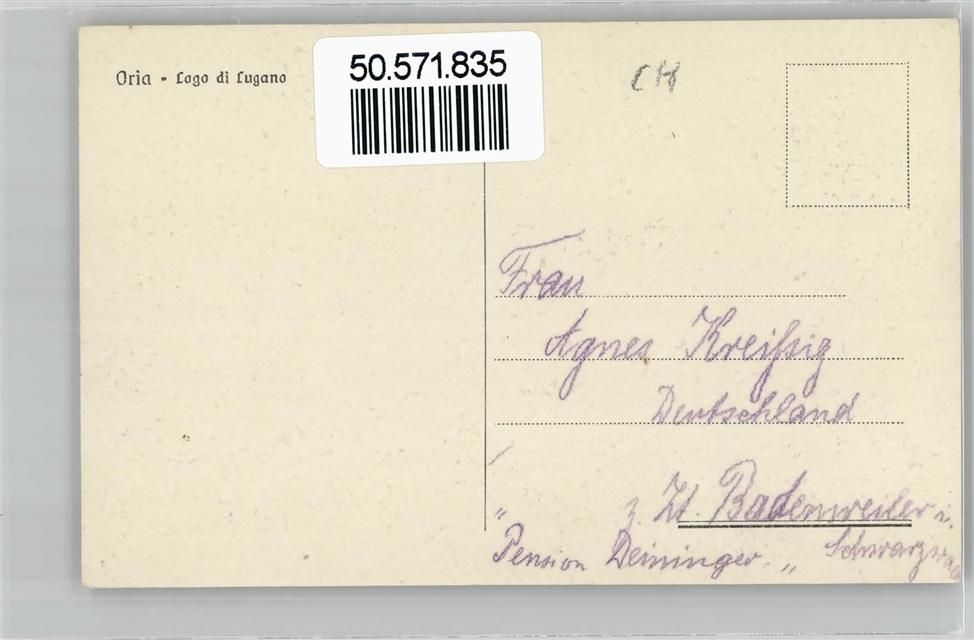 Oria - Lago di Lugano
50.571.835
CH
Frau
Agnes Kreißig
Deutschland
z. Zt. Badenweiler i.
Schwarzwald
„Pension Deininger."